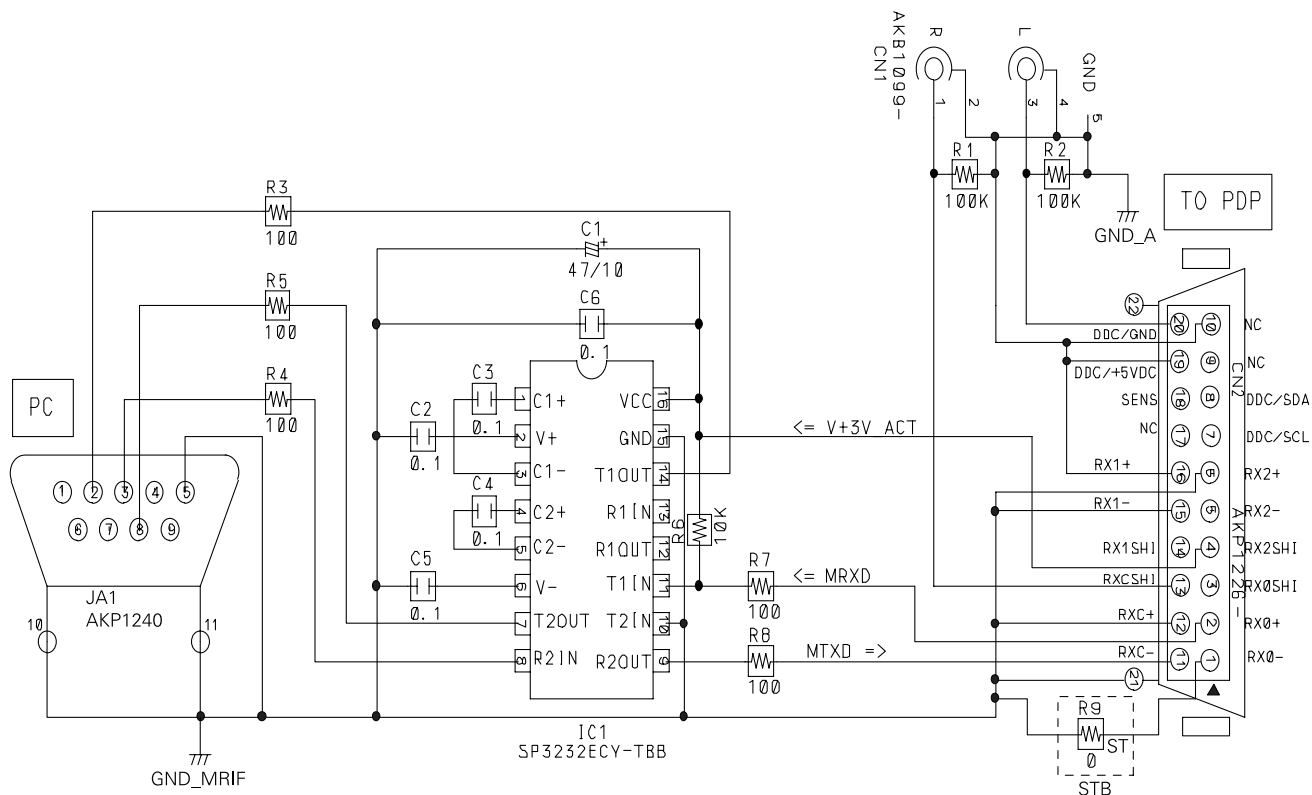 R
L
GND
AKB1099-
CN1
1
2
3
4
5
R1
100K
R2
100K
GND_A
TO PDP
R3
100
C1
+
47/10
R5
100
C6
0.1
R4
100
PC
C3
0.1
C2
0.1
C4
0.1
C5
0.1
1 C1+
2 V+
3 C1-
4 C2+
5 C2-
6 V-
7 T2OUT
8 R2IN
VCC 16
GND 15
T1OUT 14
R1IN 13
R1OUT 12
T1IN 11
T2IN 10
R2OUT 9
IC1
SP3232ECY-TBB
R6
10K
R7
100
R8
100
<= V+3V ACT
<= MRXD
MTXD =>
1 2 3 4 5
6 7 8 9
JA1
AKP1240
10
11
GND_MRIF
22
DDC/GND 20 10 NC
DDC/+5VDC 19 9 NC
SENS 18 8 DDC/SDA
NC 17 7 DDC/SCL
RX1+ 16 6 RX2+
RX1- 15 5 RX2-
RX1SHI 14 4 RX2SHI
RXCSHI 13 3 RX0SHI
RXC+ 12 2 RX0+
RXC- 11 1 RX0-
21
CN2
AKP1226-
R9
0
ST
STB